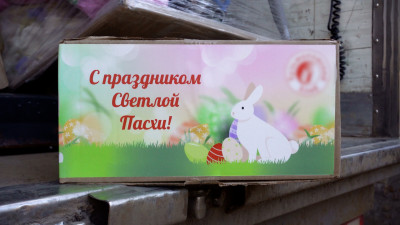 С праздником
Светлой
Пасхи!